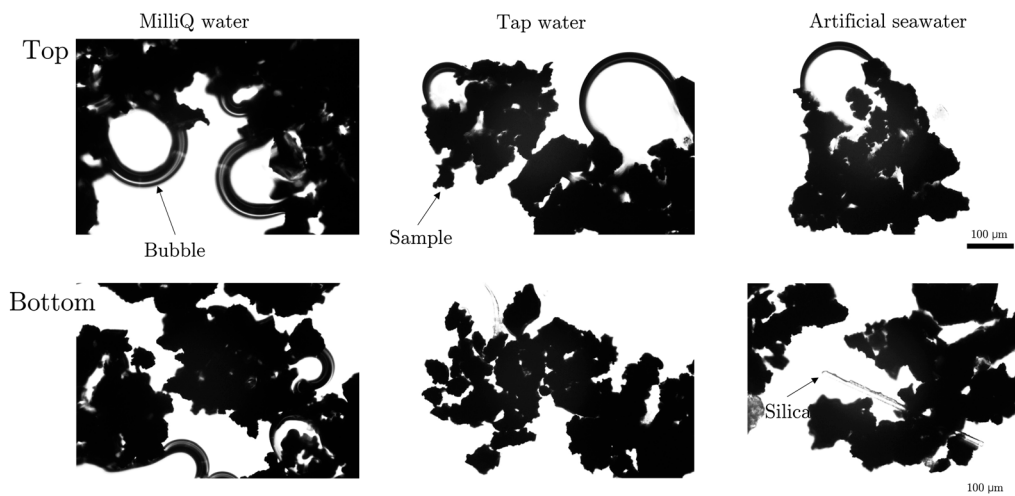 MilliQ water
Tap water
Artificial seawater
Top
Bubble
Sample
100 μm
Bottom
Silica
100 μm